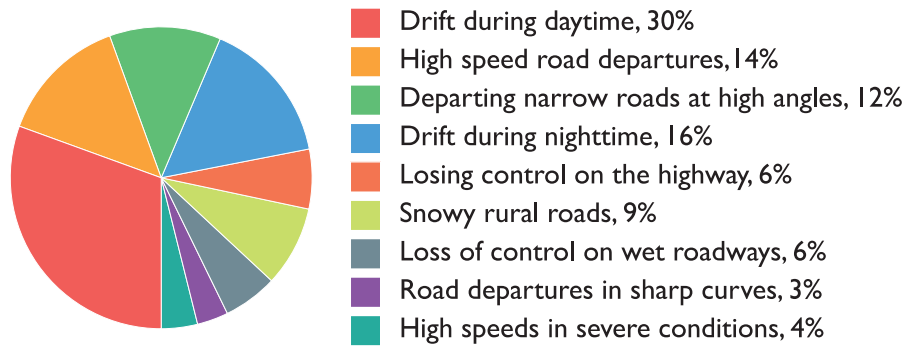 Drift during daytime, 30%
High speed road departures,14%
Departing narrow roads at high angles, 12%
Drift during nighttime, 16%
Losing control on the highway, 6%
Snowy rural roads, 9%
Loss of control on wet roadways, 6%
Road departures in sharp curves, 3%
High speeds in severe conditions, 4%